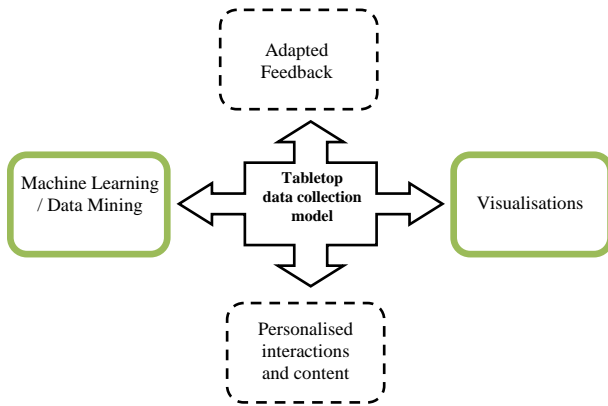 Adapted
Feedback
Machine Learning
/ Data Mining
Tabletop
data collection
model
Visualisations
Personalised
interactions
and content